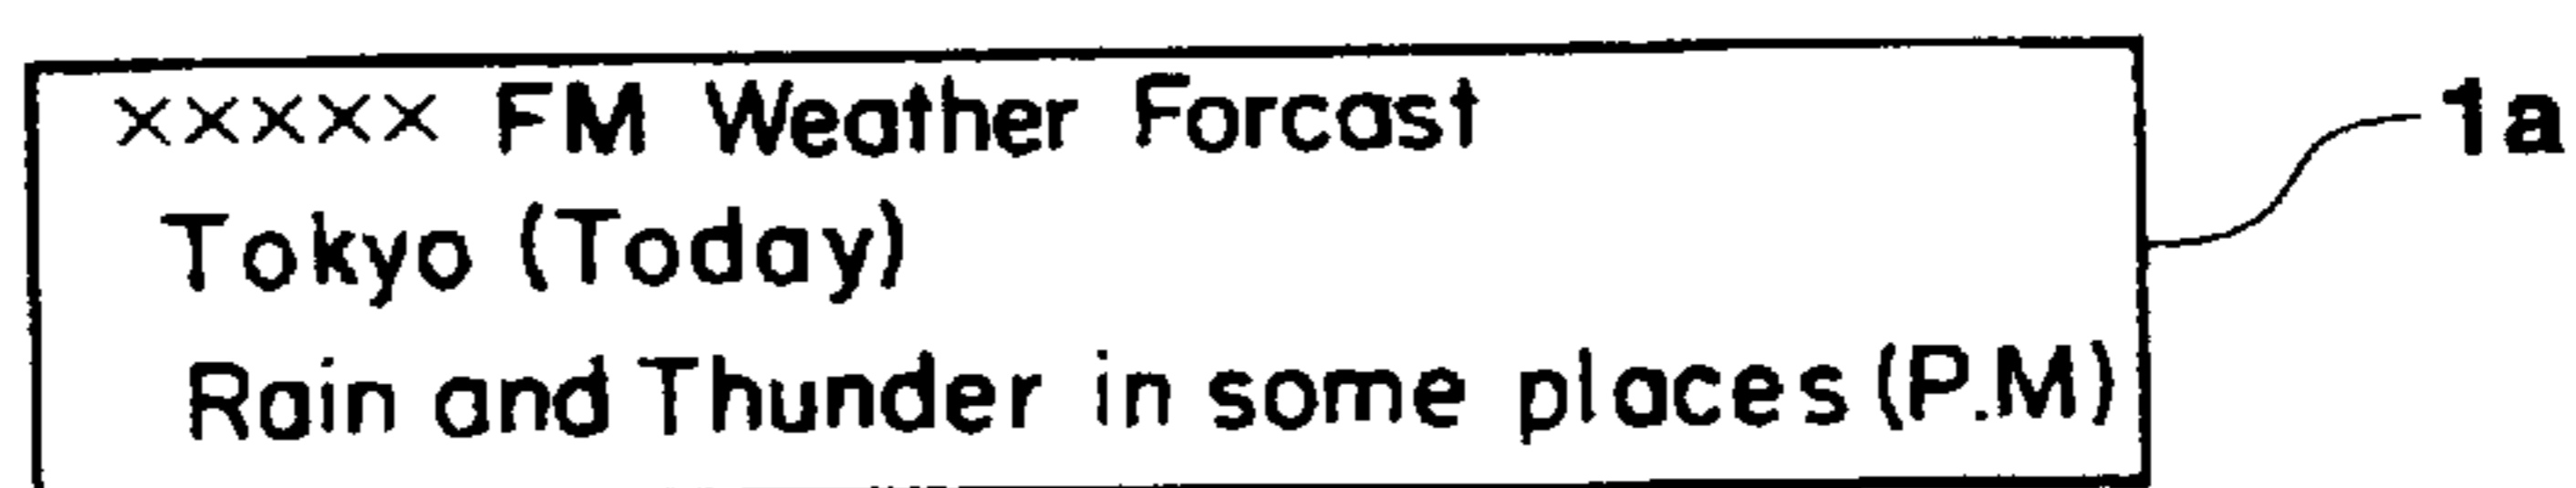 ××××× FM Weather Forcast
Tokyo (Today)
Rain and Thunder in some places (P.M)
1a